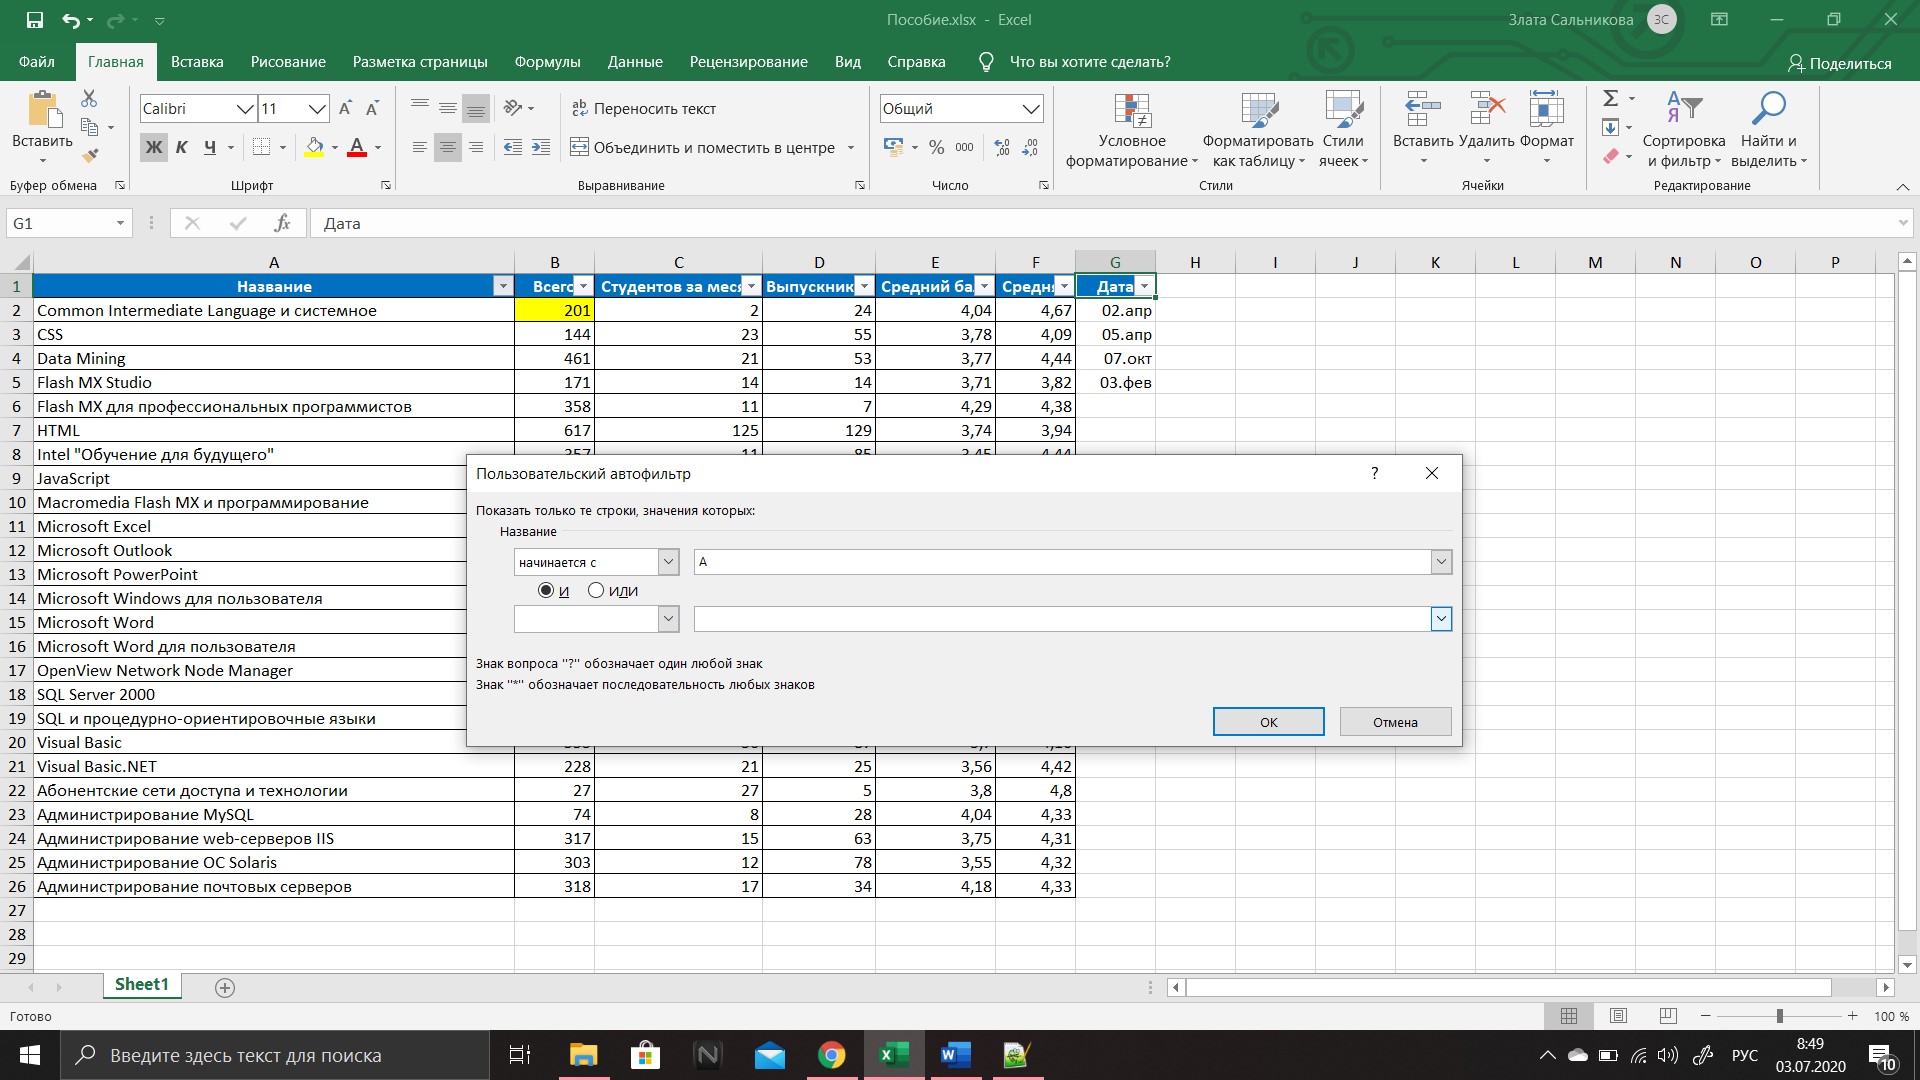 Пособие.xlsx - Excel
Злата Сальникова
ЗС
Файл Главная Вставка Рисование Разметка страницы Формулы Данные Рецензирование Вид Справка Что вы хотите сделать? Поделиться
Calibri 11 Переносить текст Общий
Вставить Ж К Ч Объединить и поместить в центре % 000
Условное форматирование
Форматировать как таблицу
Стили ячеек
Вставить Удалить Формат
Сортировка и фильтр
Найти и выделить
Буфер обмена Шрифт Выравнивание Число Стили Ячейки Редактирование
G1 fx Дата
A B C D E F G H I J K L M N O P
1 Название Всего Студентов за меся Выпускник Средний ба Средня Дата
2 Common Intermediate Language и системное 201 2 24 4,04 4,67 02.апр
3 CSS 144 23 55 3,78 4,09 05.апр
4 Data Mining 461 21 53 3,77 4,44 07.окт
5 Flash MX Studio 171 14 14 3,71 3,82 03.фев
6 Flash MX для профессиональных программистов 358 11 7 4,29 4,38
7 HTML 617 125 129 3,74 3,94
8 Intel "Обучение для будущего" 357 11 85 3,45 4,44
9 JavaScript
10 Macromedia Flash MX и программирование
11 Microsoft Excel
12 Microsoft Outlook
13 Microsoft PowerPoint
14 Microsoft Windows для пользователя
15 Microsoft Word
16 Microsoft Word для пользователя
17 OpenView Network Node Manager
18 SQL Server 2000
19 SQL и процедурно-ориентировочные языки
20 Visual Basic
21 Visual Basic.NET 228 21 25 3,56 4,42
22 Абонентские сети доступа и технологии 27 27 5 3,8 4,8
23 Администрирование MySQL 74 8 28 4,04 4,33
24 Администрирование web-серверов IIS 317 15 63 3,75 4,31
25 Администрирование ОС Solaris 303 12 78 3,55 4,32
26 Администрирование почтовых серверов 318 17 34 4,18 4,33
27
28
29
Пользовательский автофильтр ?
Показать только те строки, значения которых:
Название
начинается с А
И ИЛИ
Знак вопроса "?" обозначает один любой знак
Знак "*" обозначает последовательность любых знаков
ОК Отмена
Sheet1
Готово 100 %
Введите здесь текст для поиска
РУС
8:49
03.07.2020
10